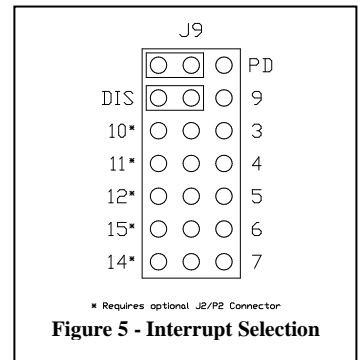 J9
PD
DIS 9
10* 3
11* 4
12* 5
15* 6
14* 7
* Requires optional J2/P2 Connector
Figure 5 - Interrupt Selection